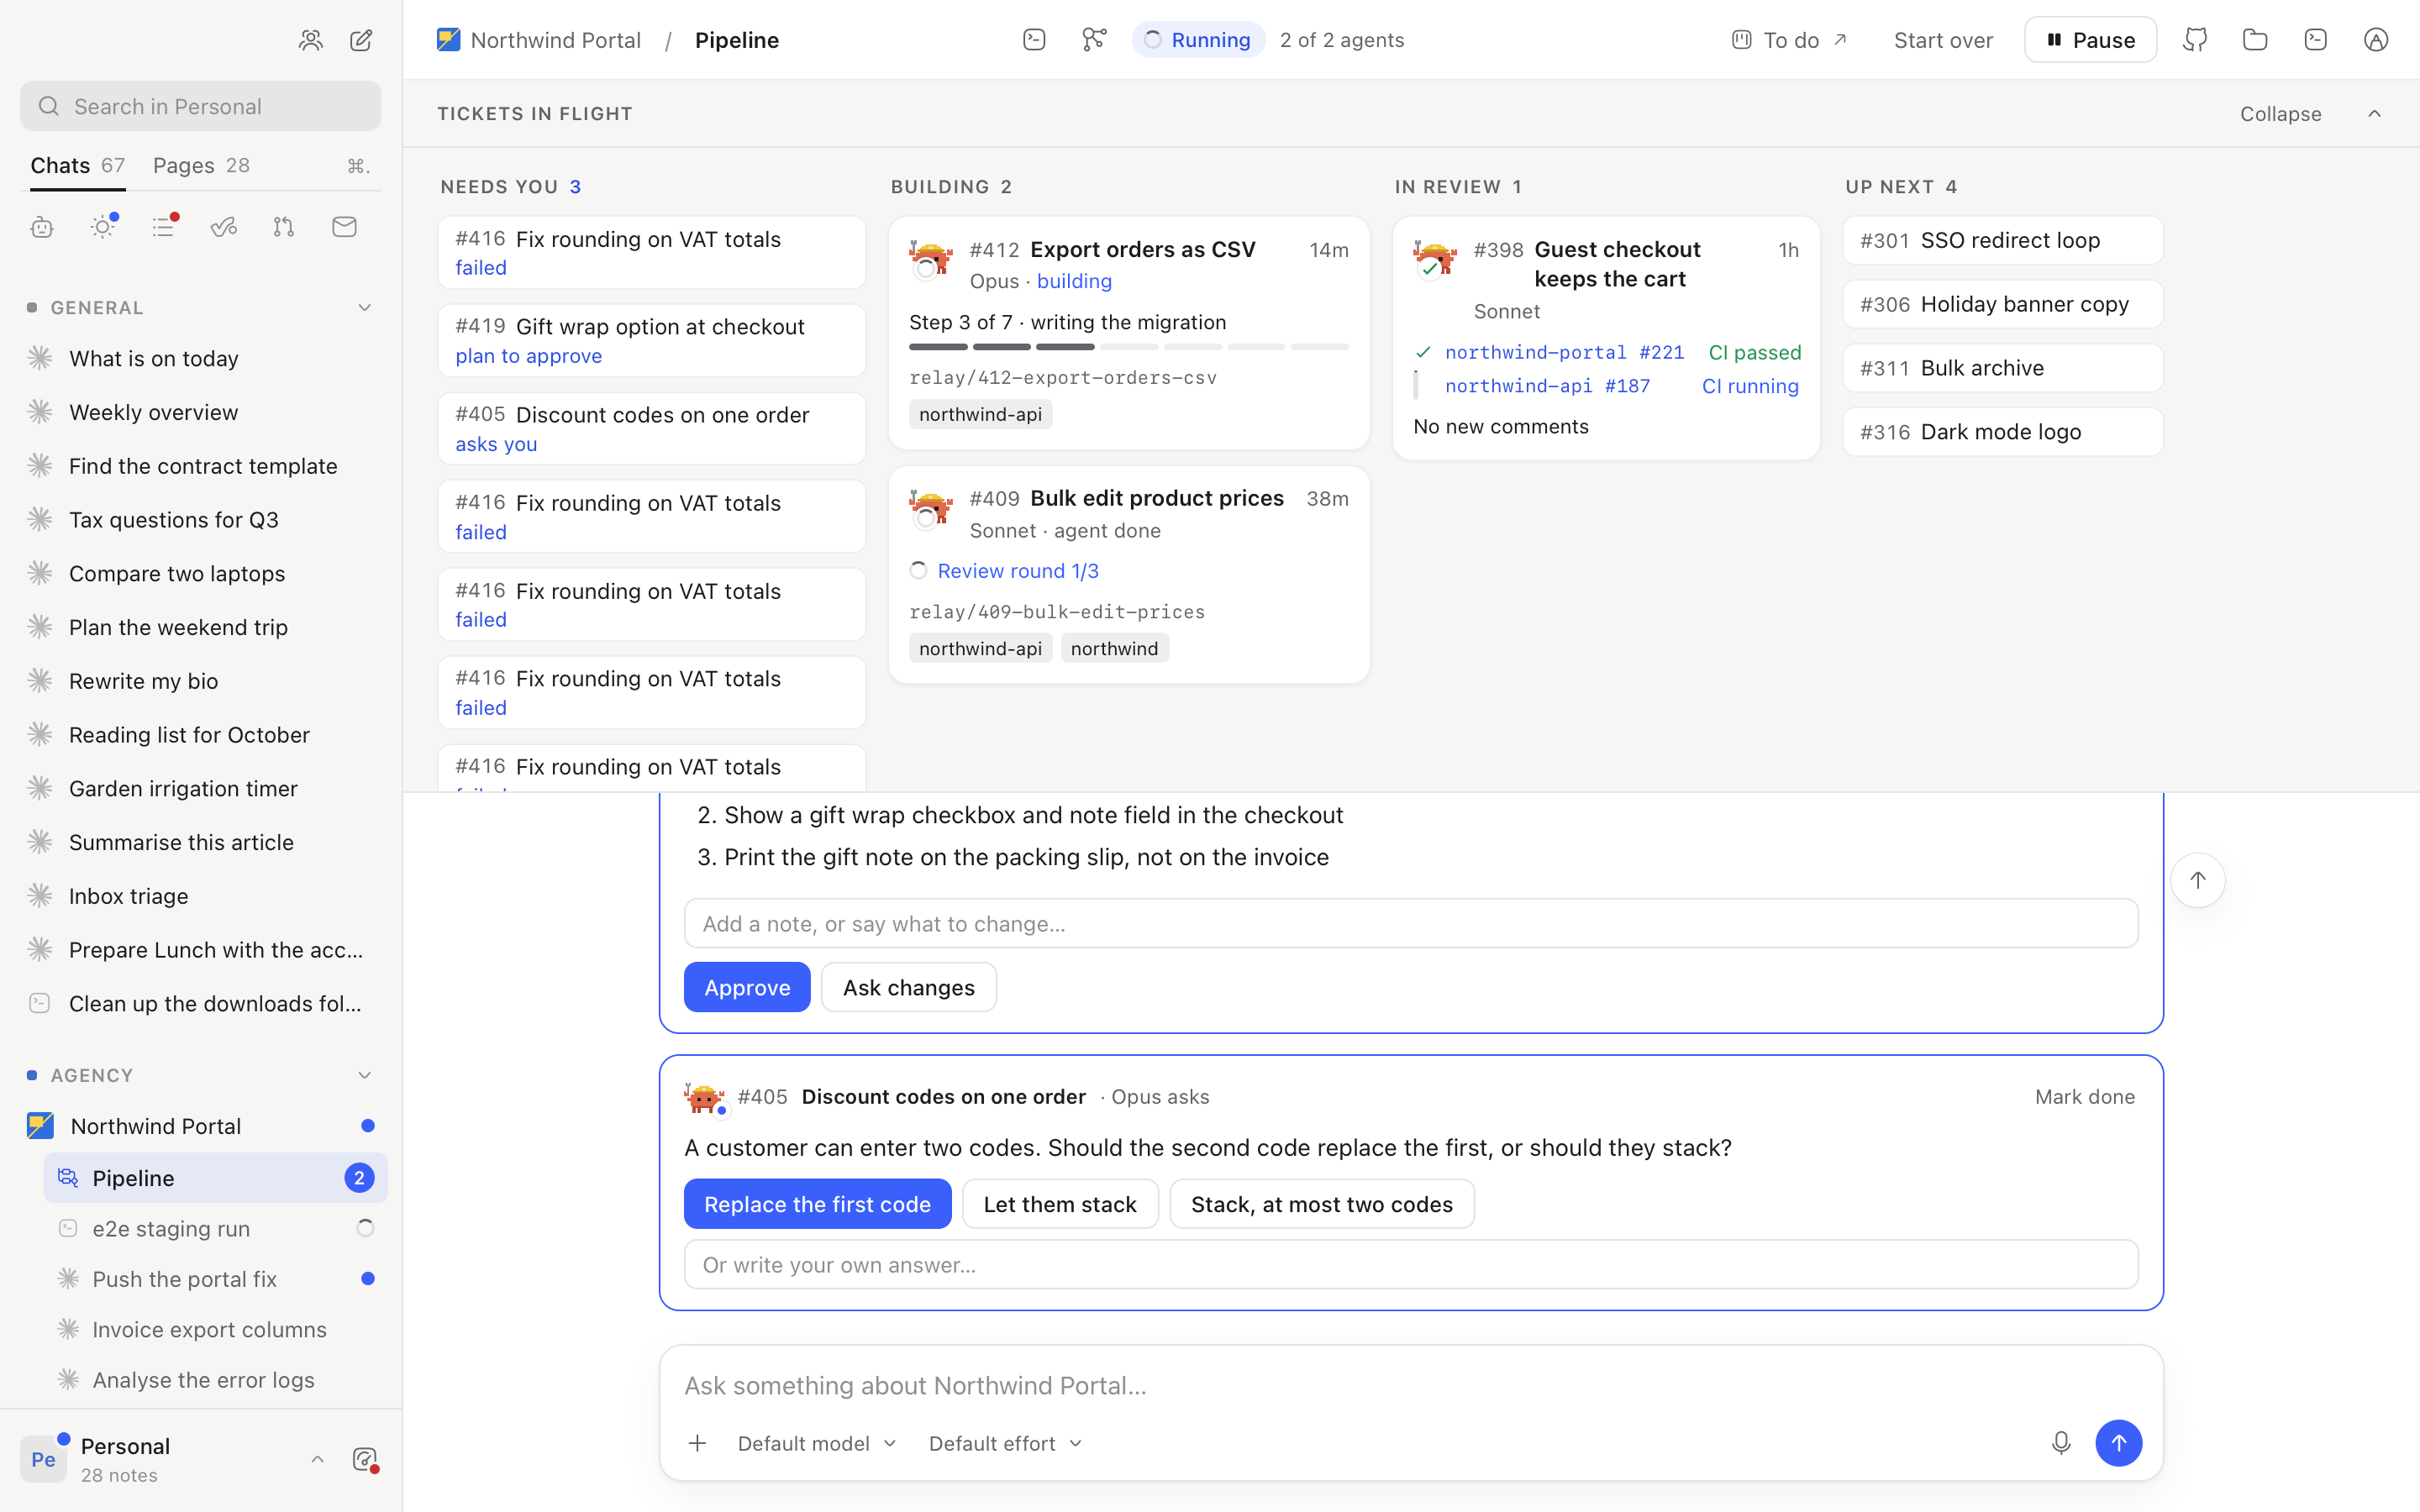 Search in Personal
Chats 67 Pages 28 ⌘.
GENERAL
What is on today
Weekly overview
Find the contract template
Tax questions for Q3
Compare two laptops
Plan the weekend trip
Rewrite my bio
Reading list for October
Garden irrigation timer
Summarise this article
Inbox triage
Prepare Lunch with the acc...
Clean up the downloads fol...
AGENCY
Northwind Portal
Pipeline 2
e2e staging run
Push the portal fix
Invoice export columns
Analyse the error logs
Pe Personal
28 notes
Northwind Portal / Pipeline
Running 2 of 2 agents
To do Start over Pause
TICKETS IN FLIGHT Collapse
NEEDS YOU 3
#416 Fix rounding on VAT totals
failed
#419 Gift wrap option at checkout
plan to approve
#405 Discount codes on one order
asks you
#416 Fix rounding on VAT totals
failed
#416 Fix rounding on VAT totals
failed
#416 Fix rounding on VAT totals
failed
#416 Fix rounding on VAT totals
BUILDING 2
#412 Export orders as CSV 14m
Opus · building
Step 3 of 7 · writing the migration
relay/412-export-orders-csv
northwind-api
#409 Bulk edit product prices 38m
Sonnet · agent done
Review round 1/3
relay/409-bulk-edit-prices
northwind-api northwind
IN REVIEW 1
#398 Guest checkout 1h
keeps the cart
Sonnet
northwind-portal #221 CI passed
northwind-api #187 CI running
No new comments
UP NEXT 4
#301 SSO redirect loop
#306 Holiday banner copy
#311 Bulk archive
#316 Dark mode logo
2. Show a gift wrap checkbox and note field in the checkout
3. Print the gift note on the packing slip, not on the invoice
Add a note, or say what to change...
Approve Ask changes
#405 Discount codes on one order · Opus asks Mark done
A customer can enter two codes. Should the second code replace the first, or should they stack?
Replace the first code Let them stack Stack, at most two codes
Or write your own answer...
Ask something about Northwind Portal...
Default model Default effort